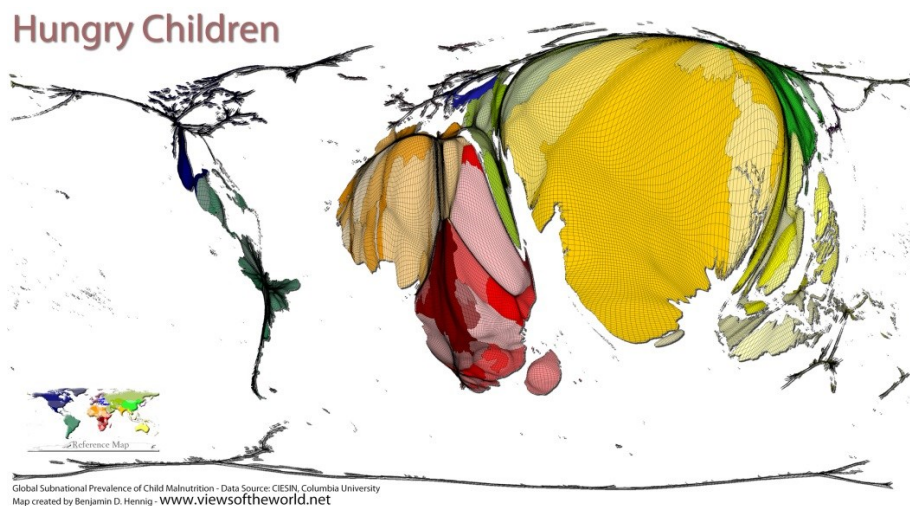 Hungry Children
Reference Map
Global Subnational Prevalence of Child Malnutrition - Data Source: CIESIN, Columbia University
Map created by Benjamin D. Hennig - www.viewsoftheworld.net